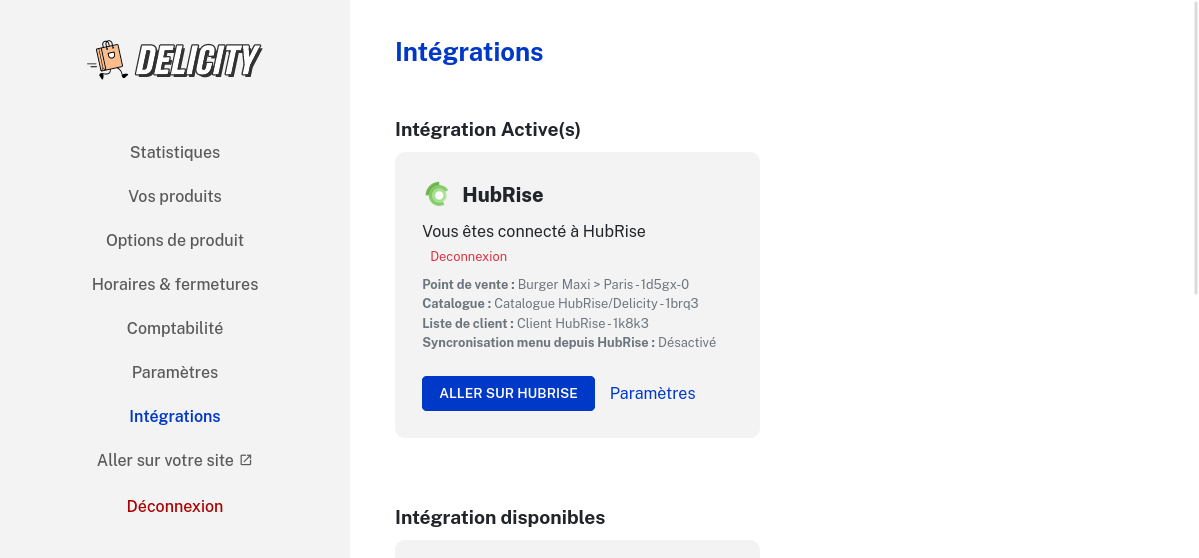 DELICITY
Statistiques
Vos produits
Options de produit
Horaires & fermetures
Comptabilité
Paramètres
Intégrations
Aller sur votre site
Déconnexion
Intégrations
Intégration Active(s)
HubRise
Vous êtes connecté à HubRise
Deconnexion
Point de vente : Burger Maxi > Paris - 1d5gx-0
Catalogue : Catalogue HubRise/Delicity - 1brq3
Liste de client : Client HubRise - 1k8k3
Syncronisation menu depuis HubRise : Désactivé
ALLER SUR HUBRISE Paramètres
Intégration disponibles